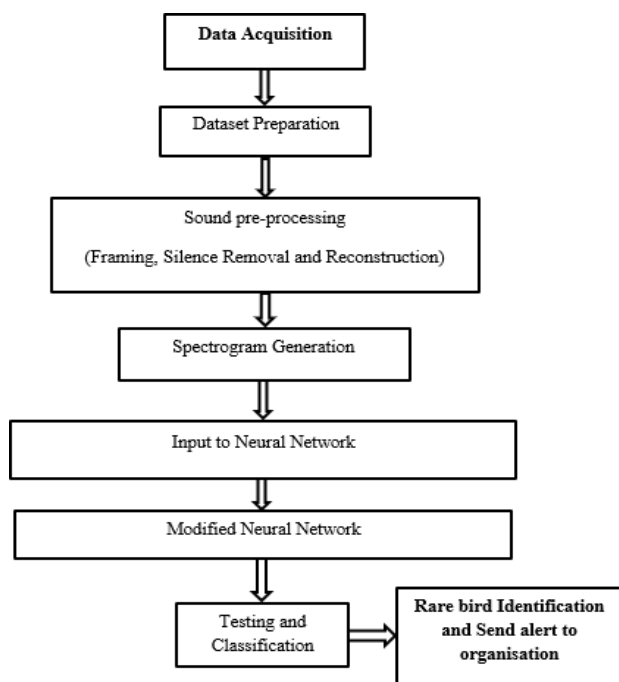 Data Acquisition
Dataset Preparation
Sound pre-processing
(Framing, Silence Removal and Reconstruction)
Spectrogram Generation
Input to Neural Network
Modified Neural Network
Testing and
Classification
Rare bird Identification
and Send alert to
organisation